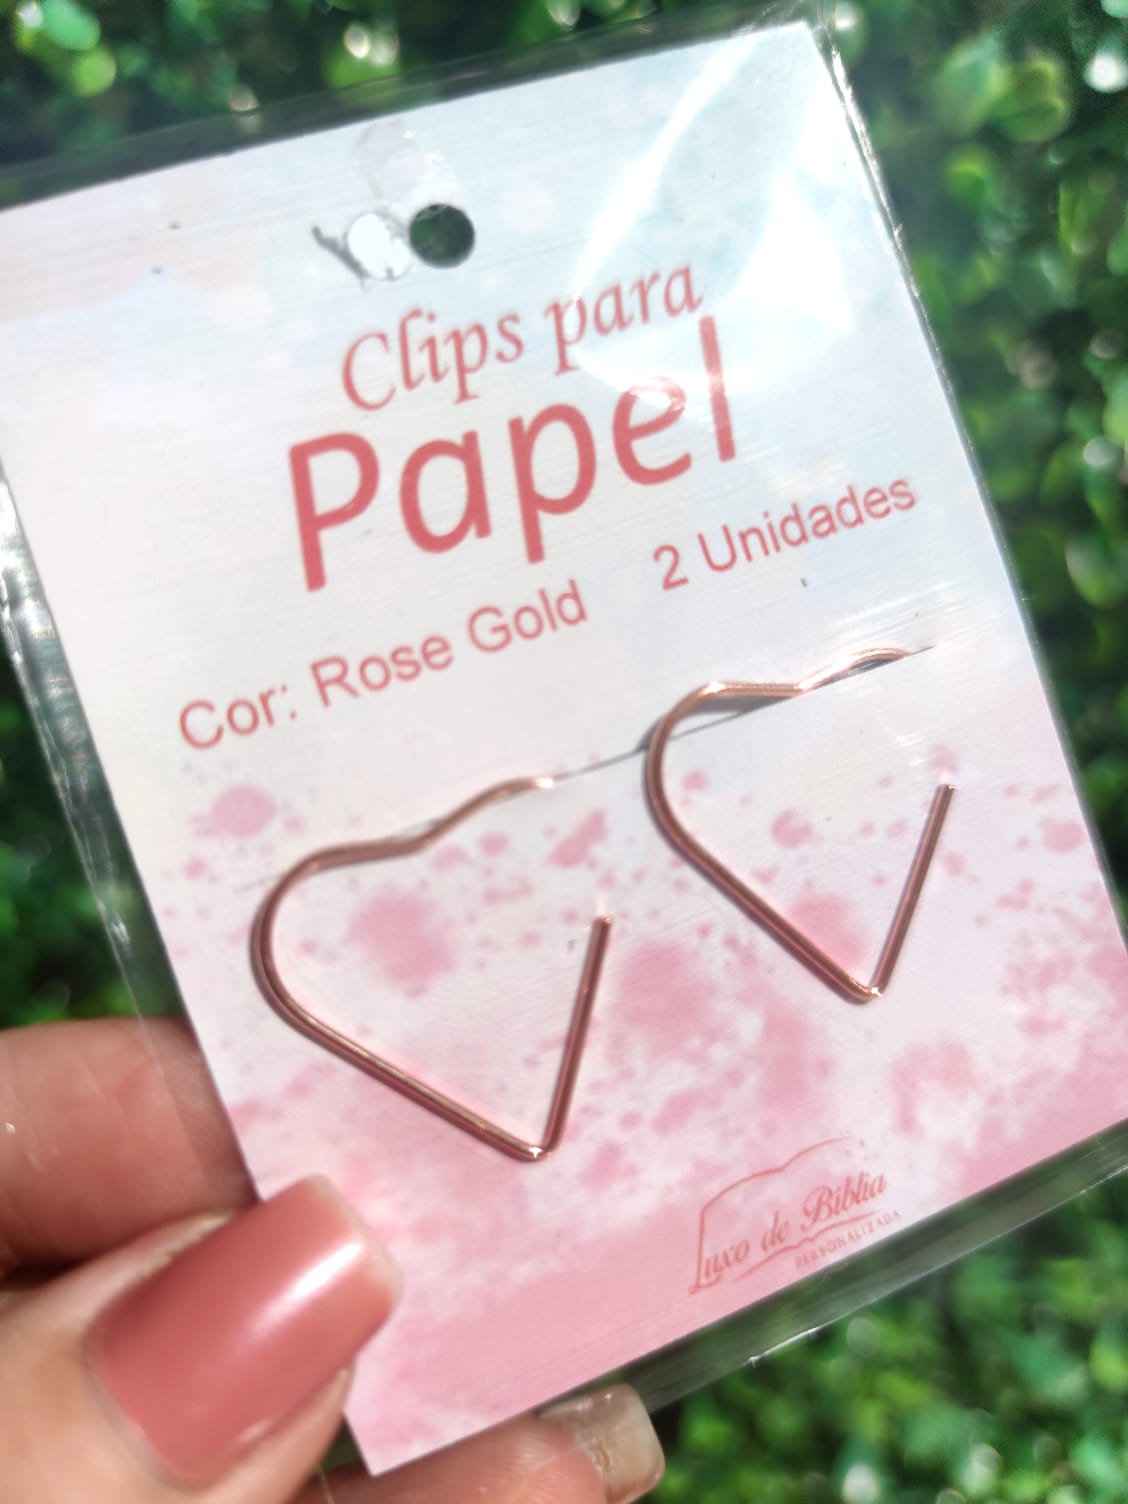 Clips para
Papel
Cor: Rose Gold 2 Unidades
Luxo de Bíblia
PERSONALIZADA